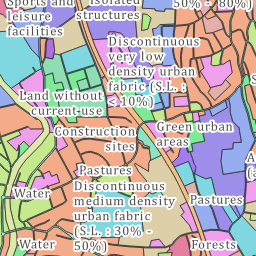 Sports and
leisure
facilities
Isolated
structures
50% - 80%)
Discontinuous
very low
density urban
fabric (S.L. :
< 10%)
Land without
current use
Construction
sites
Green urban
areas
Pastures
Water
Discontinuous
medium density
urban fabric
(S.L. : 30% -
50%)
Pastures
Water
Forests